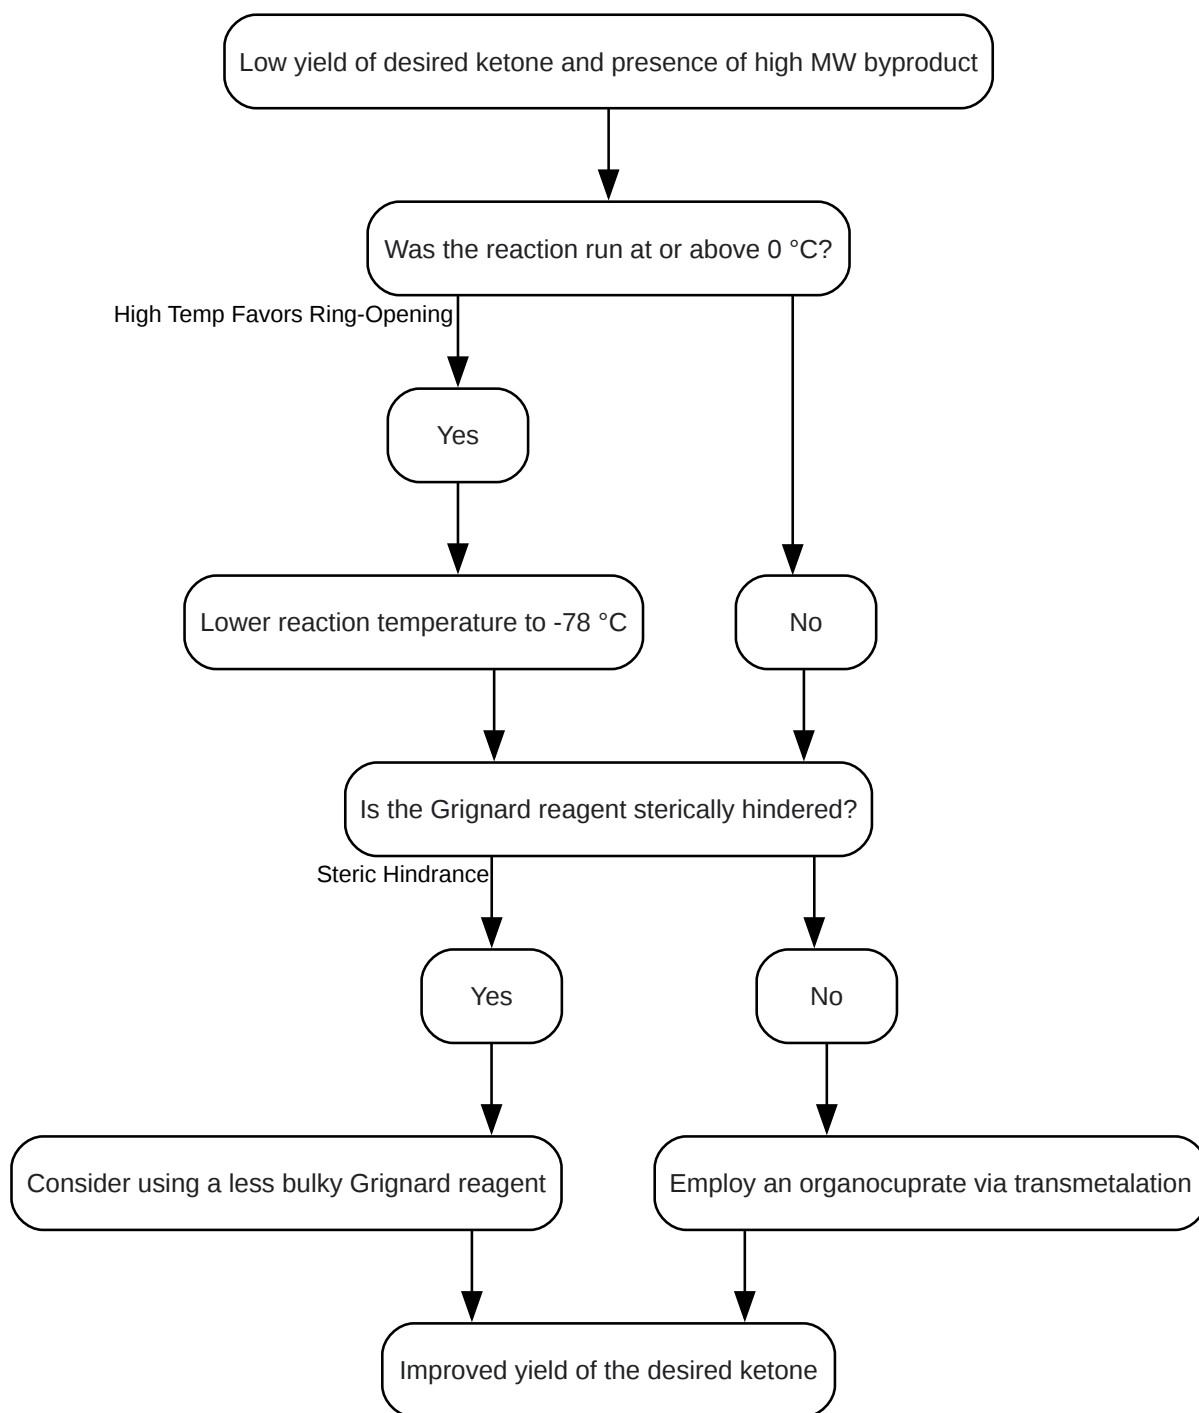 Low yield of desired ketone and presence of high MW byproduct
Was the reaction run at or above 0 °C?
High Temp Favors Ring-Opening
Yes
Lower reaction temperature to -78 °C
No
Is the Grignard reagent sterically hindered?
Steric Hindrance
Yes
No
Consider using a less bulky Grignard reagent
Employ an organocuprate via transmetalation
Improved yield of the desired ketone